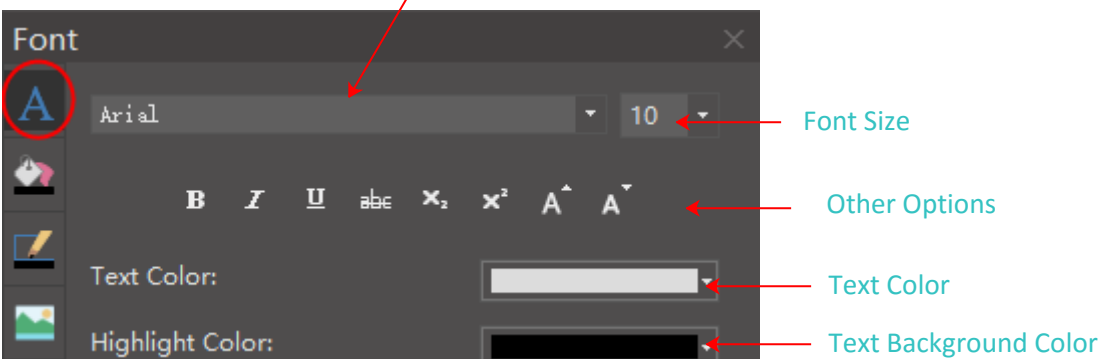 Font
A
Arial 10 Font Size
B I U abc X₂ X² A A Other Options
Text Color: Text Color
Highlight Color: Text Background Color